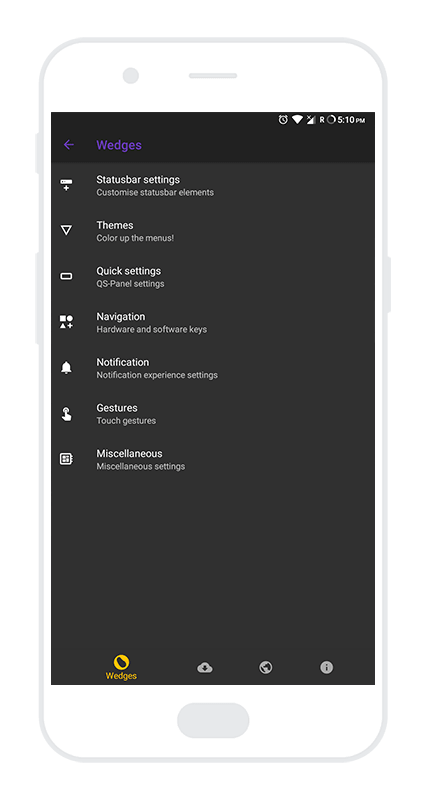 R 5:10 PM
Wedges
Statusbar settings
Customise statusbar elements
Themes
Color up the menus!
Quick settings
QS-Panel settings
Navigation
Hardware and software keys
Notification
Notification experience settings
Gestures
Touch gestures
Miscellaneous
Miscellaneous settings
Wedges